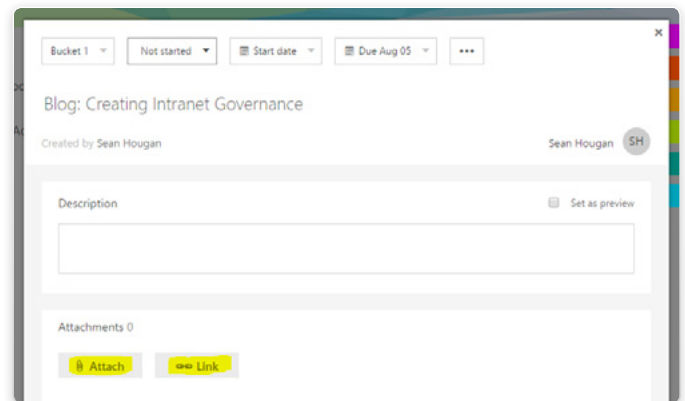 Bucket 1 Not started Start date Due Aug 05 •••
Blog: Creating Intranet Governance
Created by Sean Hougan Sean Hougan SH
Description Set as preview
Attachments 0
Attach Link